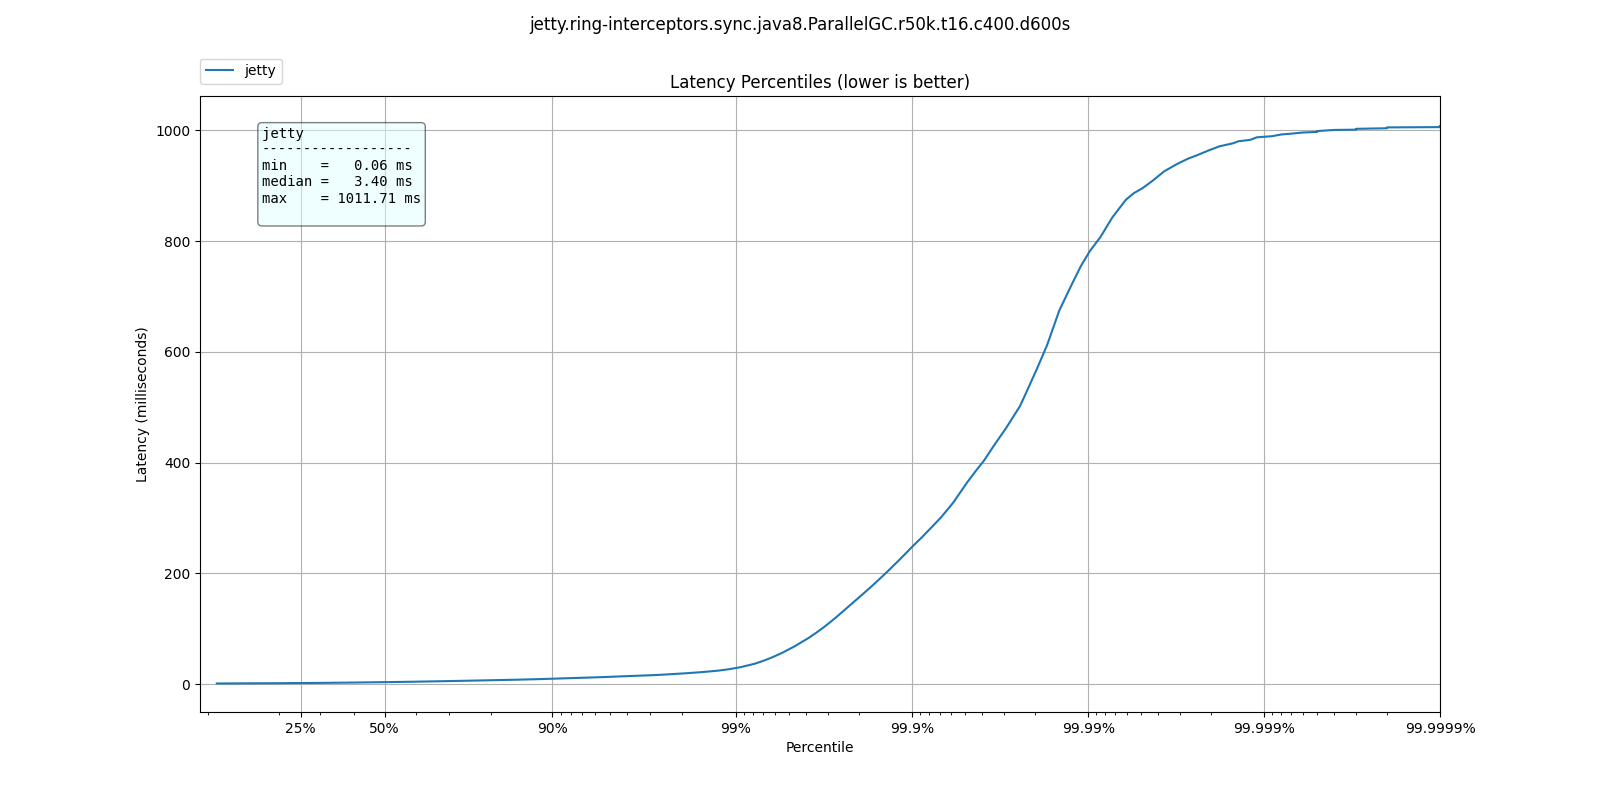 jetty.ring-interceptors.sync.java8.ParallelGC.r50k.t16.c400.d600s
jetty
Latency Percentiles (lower is better)
jetty
------------------
min    =   0.06 ms
median =   3.40 ms
max    = 1011.71 ms
1000
800
600
400
200
0
Latency (milliseconds)
25% 50% 90% 99% 99.9% 99.99% 99.999% 99.9999%
Percentile